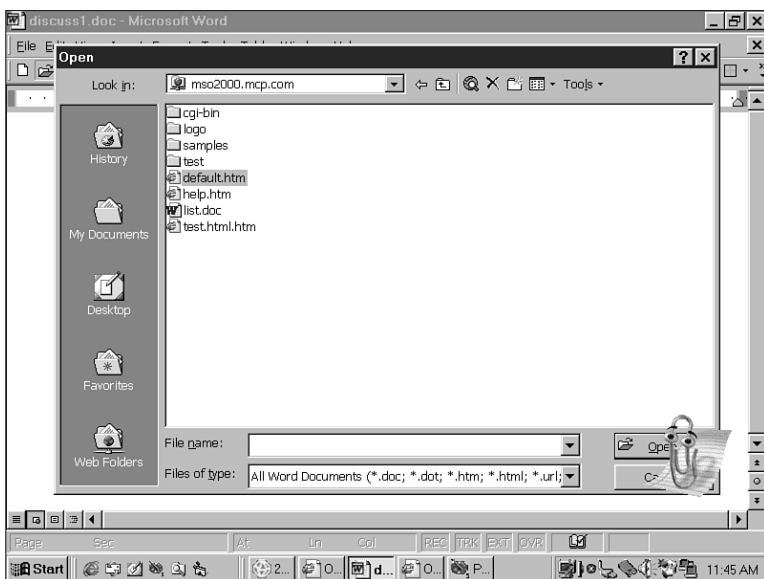 discuss1.doc - Microsoft Word
File
Open
Look in:
mso2000.mcp.com
Tools
cgi-bin
logo
samples
test
default.htm
help.htm
list.doc
test.html.htm
History
My Documents
Desktop
Favorites
Web Folders
File name:
Files of type:
All Word Documents (*.doc; *.dot; *.htm; *.html; *.url;
Page Sec At Ln Col REC TRK EXT OVR
Start 2... O... d... O... P... 11:45 AM